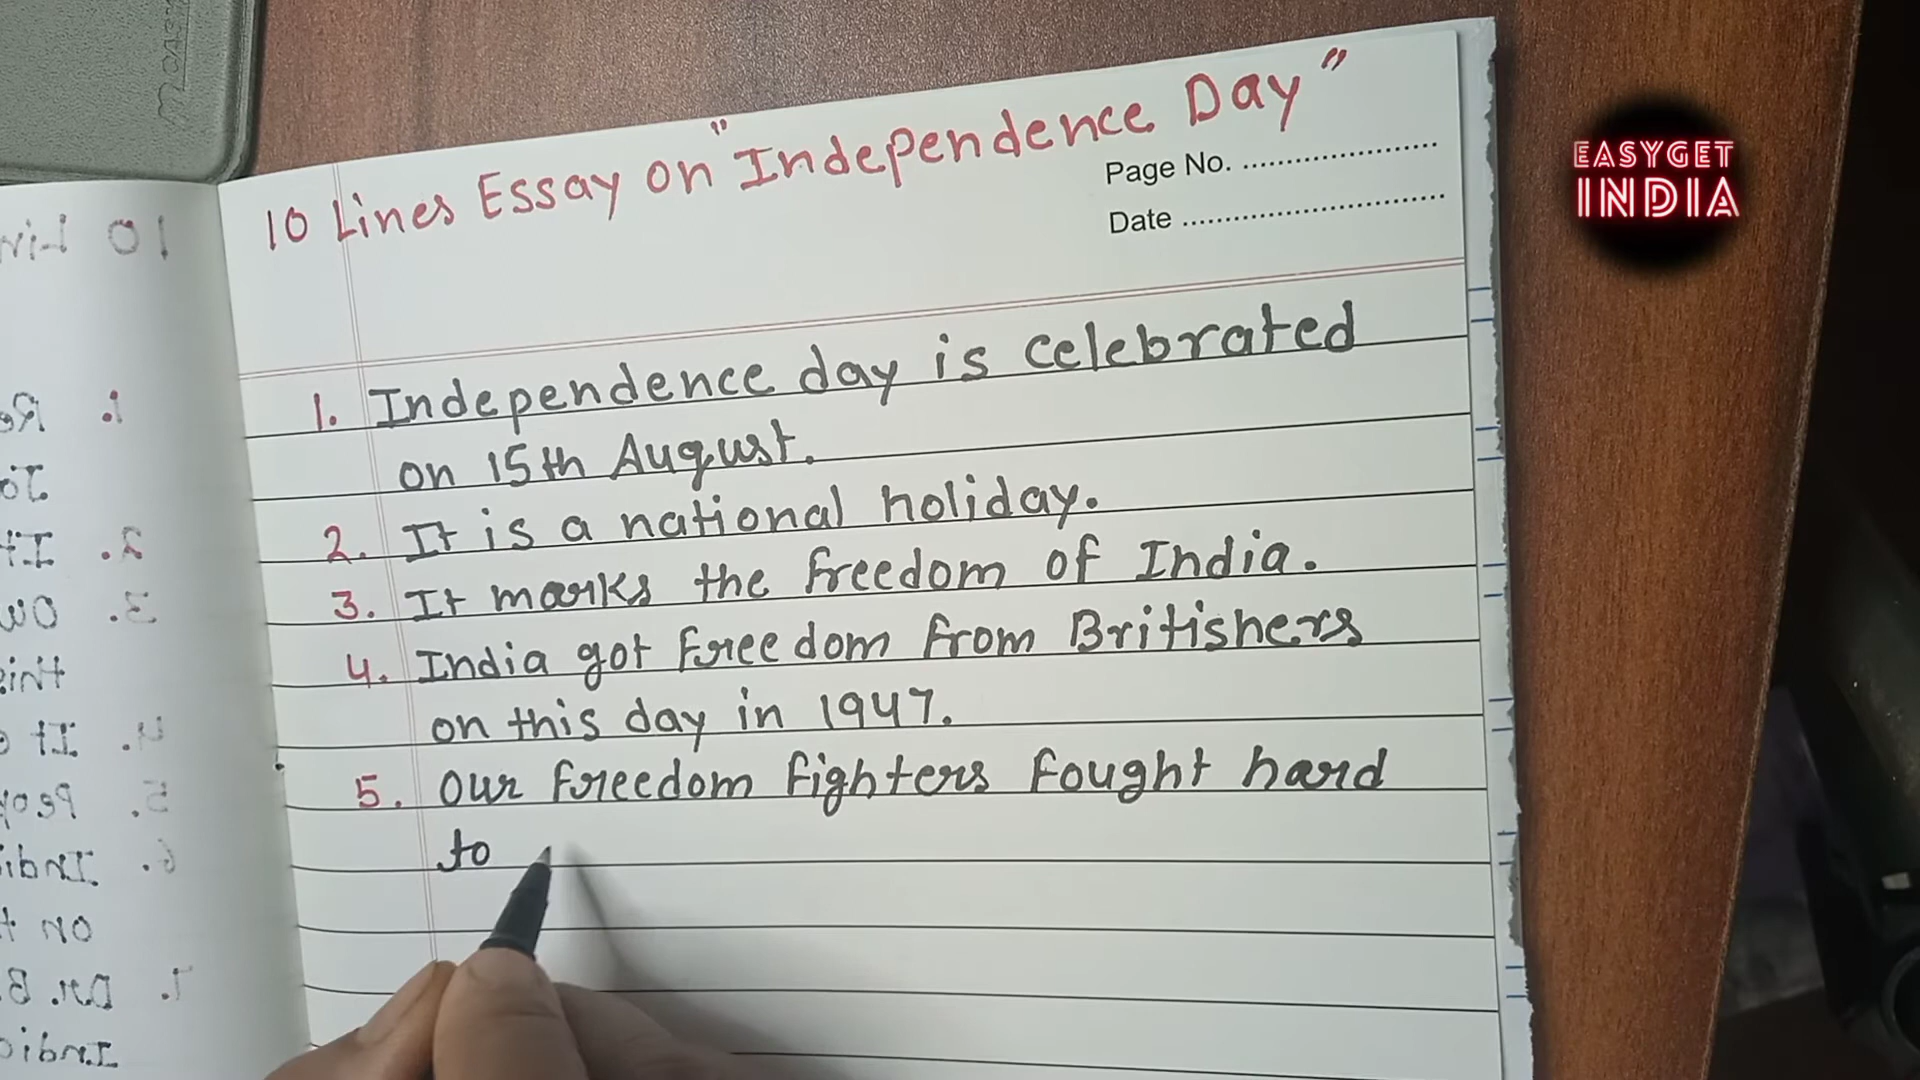 10 Lines Essay on "Independence Day"
Page No.
Date
EASYGET
INDIA
1. Independence day is celebrated
on 15th August.
2. It is a national holiday.
3. It marks the freedom of India.
4. India got freedom from Britishers
on this day in 1947.
5. Our freedom fighters fought hard
to